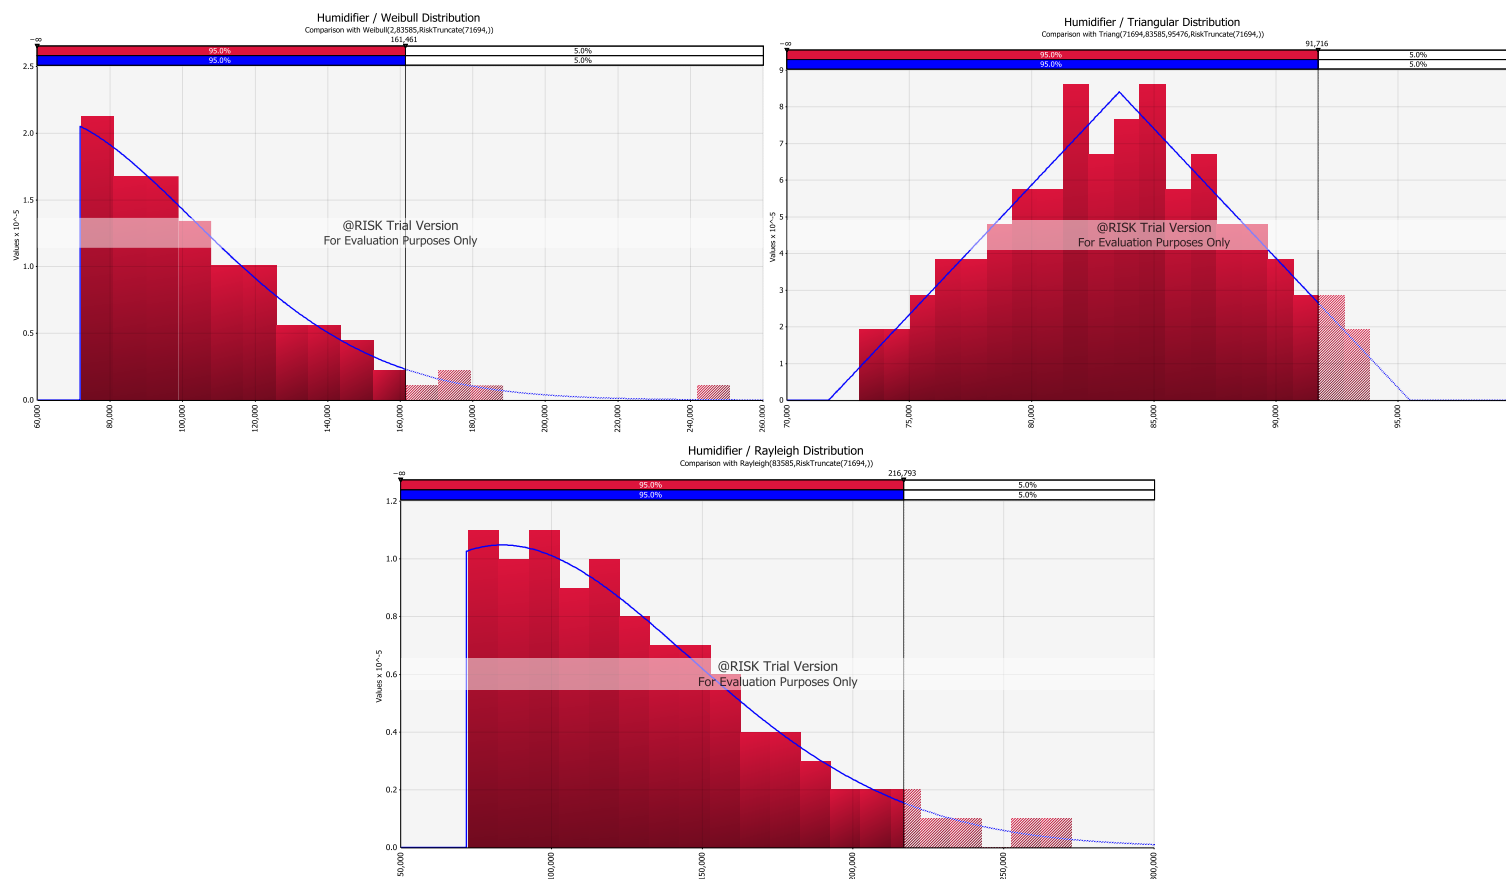 Humidifier / Weibull Distribution
Comparison with Weibull(2,83585,RiskTruncate(71694,))
−∞ 161,461
95.0% 5.0%
95.0% 5.0%
2.5
2.0
1.5
1.0
0.5
0.0
Values x 10^-5
@RISK Trial Version
For Evaluation Purposes Only
60,000 80,000 100,000 120,000 140,000 160,000 180,000 200,000 220,000 240,000 260,000
Humidifier / Triangular Distribution
Comparison with Triang(71694,83585,95476,RiskTruncate(71694,))
−∞ 91,716
95.0% 5.0%
95.0% 5.0%
9
8
7
6
5
4
3
2
1
0
Values x 10^-5
@RISK Trial Version
For Evaluation Purposes Only
70,000 75,000 80,000 85,000 90,000 95,000
Humidifier / Rayleigh Distribution
Comparison with Rayleigh(83585,RiskTruncate(71694,))
−∞ 216,793
95.0% 5.0%
95.0% 5.0%
1.2
1.0
0.8
0.6
0.4
0.2
0.0
Values x 10^-5
@RISK Trial Version
For Evaluation Purposes Only
50,000 100,000 150,000 200,000 250,000 300,000